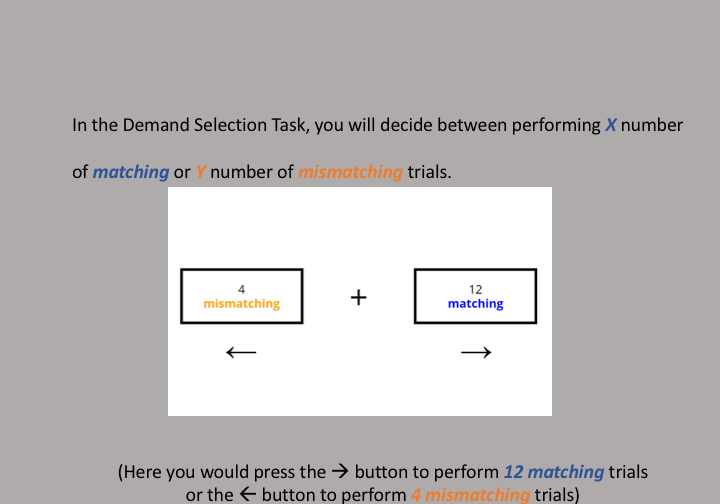 In the Demand Selection Task, you will decide between performing X number
of matching or Y number of mismatching trials.
4
mismatching
+
12
matching
← →
(Here you would press the → button to perform 12 matching trials
or the ← button to perform 4 mismatching trials)